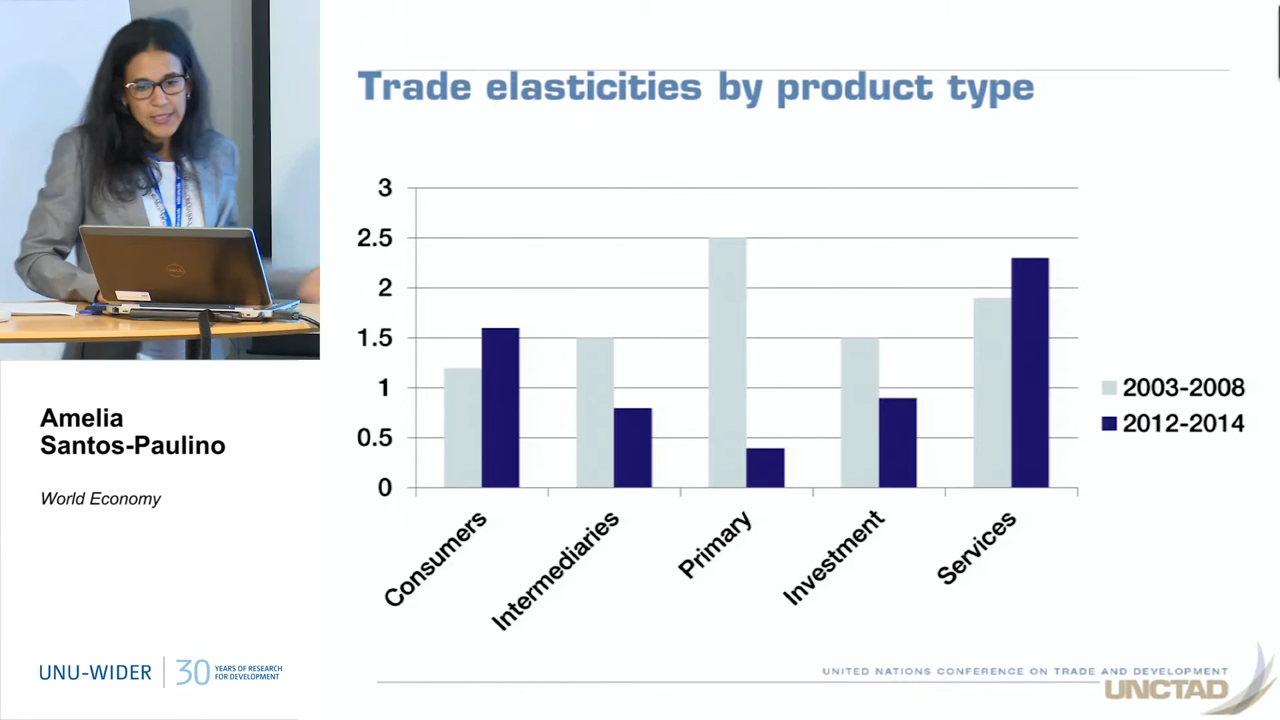 Trade elasticities by product type
3
2.5
2
1.5
1
0.5
0
Consumers
Intermediaries
Primary
Investment
Services
2003-2008
2012-2014
Amelia
Santos-Paulino
World Economy
UNU-WIDER
30
YEARS OF RESEARCH
FOR DEVELOPMENT
UNITED NATIONS CONFERENCE ON TRADE AND DEVELOPMENT
UNCTAD